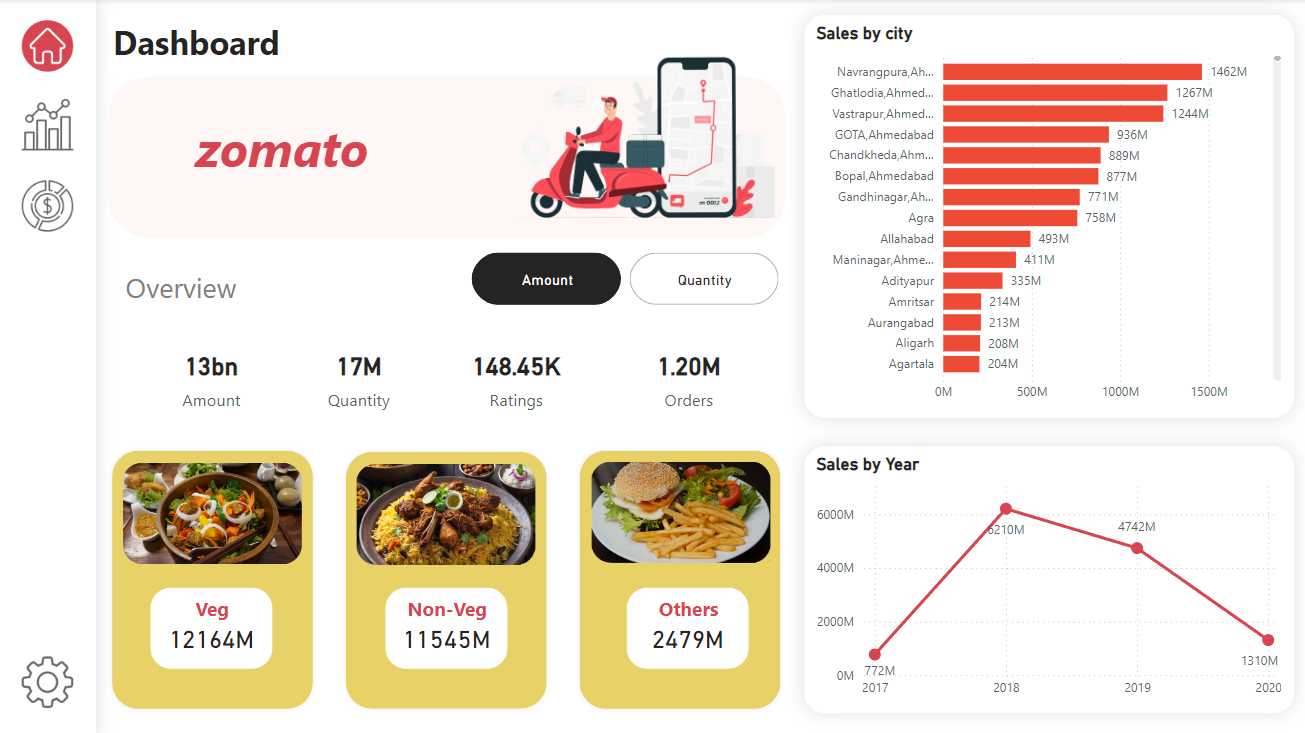 Dashboard
zomato
Overview
Amount
Quantity
13bn
Amount
17M
Quantity
148.45K
Ratings
1.20M
Orders
Veg
12164M
Non-Veg
11545M
Others
2479M
Sales by city
Navrangpura,Ah... 1462M
Ghatlodia,Ahmed... 1267M
Vastrapur,Ahmed... 1244M
GOTA,Ahmedabad 936M
Chandkheda,Ahm... 889M
Bopal,Ahmedabad 877M
Gandhinagar,Ah... 771M
Agra 758M
Allahabad 493M
Maninagar,Ahme... 411M
Adityapur 335M
Amritsar 214M
Aurangabad 213M
Aligarh 208M
Agartala 204M
0M 500M 1000M 1500M
Sales by Year
6000M
4000M
2000M
0M
772M
6210M
4742M
1310M
2017 2018 2019 2020